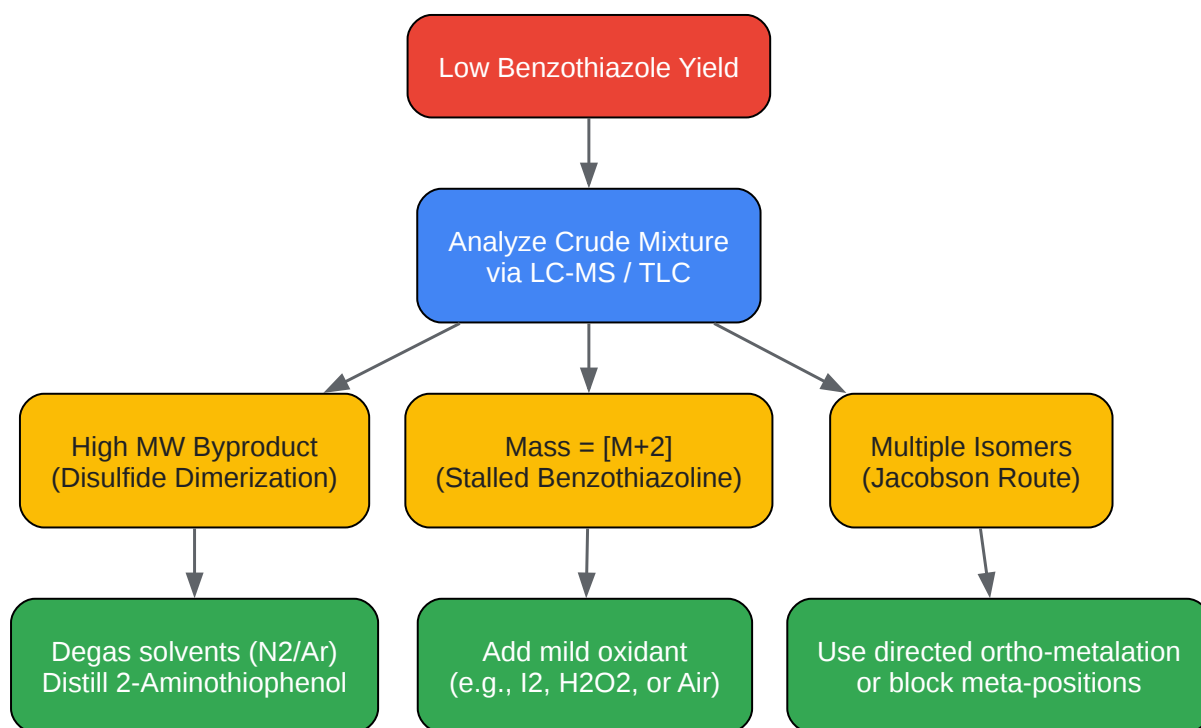 Low Benzothiazole Yield
Analyze Crude Mixture
via LC-MS / TLC
High MW Byproduct
(Disulfide Dimerization)
Mass = [M+2]
(Stalled Benzothiazoline)
Multiple Isomers
(Jacobson Route)
Degas solvents (N2/Ar)
Distill 2-Aminothiophenol
Add mild oxidant
(e.g., I2, H2O2, or Air)
Use directed ortho-metalation
or block meta-positions